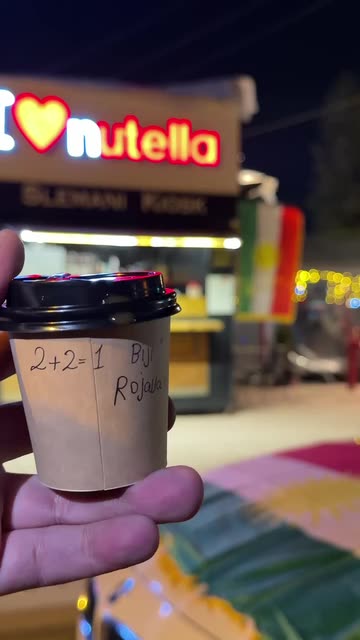 I ❤ nutella
SLEMANI KIOSK
2+2=1 Biji
Rojava